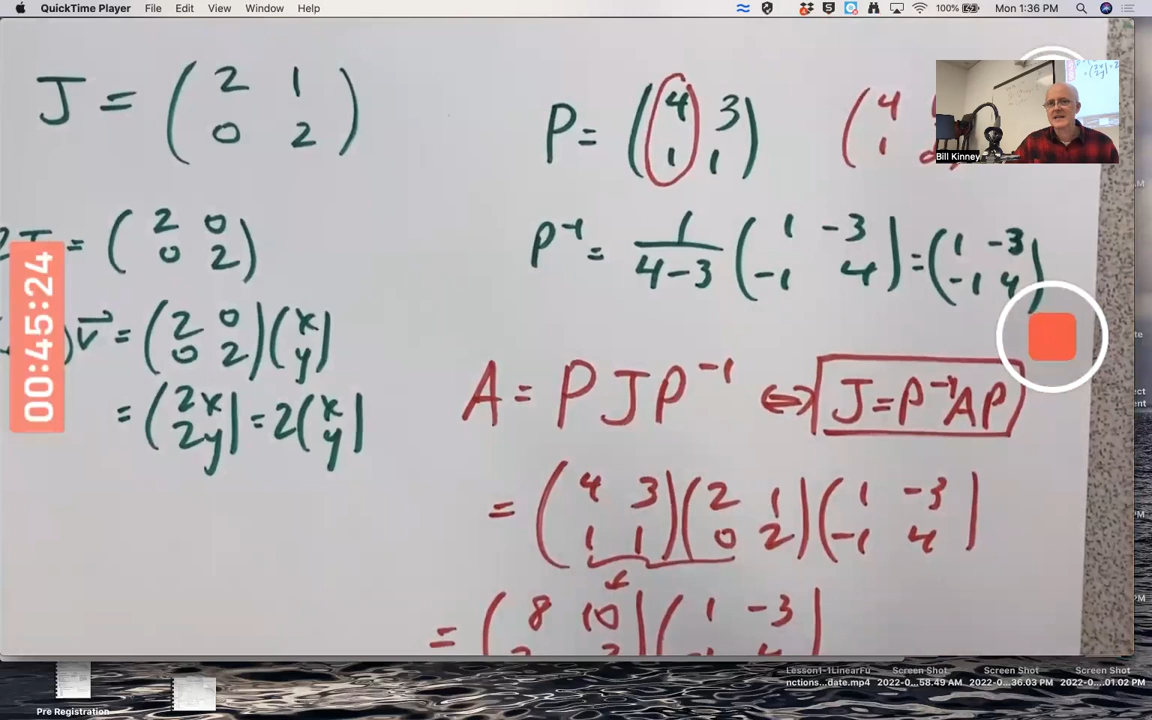 QuickTime Player File Edit View Window Help 100% Mon 1:36 PM
J = ( 2 1
0 2 )
P = ( 4 3
1 1 )
( 4
1
Bill Kinney
= ( 2 0
0 2 )
P⁻¹ = 1/(4-3) ( 1 -3
-1 4 ) = ( 1 -3
-1 4 )
00:45:24
) v⃗ = ( 2 0
0 2 ) ( x
y )
= ( 2x
2y ) = 2 ( x
y )
A = P J P⁻¹ ⇔ J = P⁻¹AP
= ( 4 3
1 1 ) ( 2 1
0 2 ) ( 1 -3
-1 4 )
= ( 8 10 ) ( 1 -3 )
Pre Registration
Lesson1-1LinearFu
nctions...date.mp4
Screen Shot
2022-0...58.49 AM
Screen Shot
2022-0...36.03 PM
Screen Shot
2022-0....01.02 PM